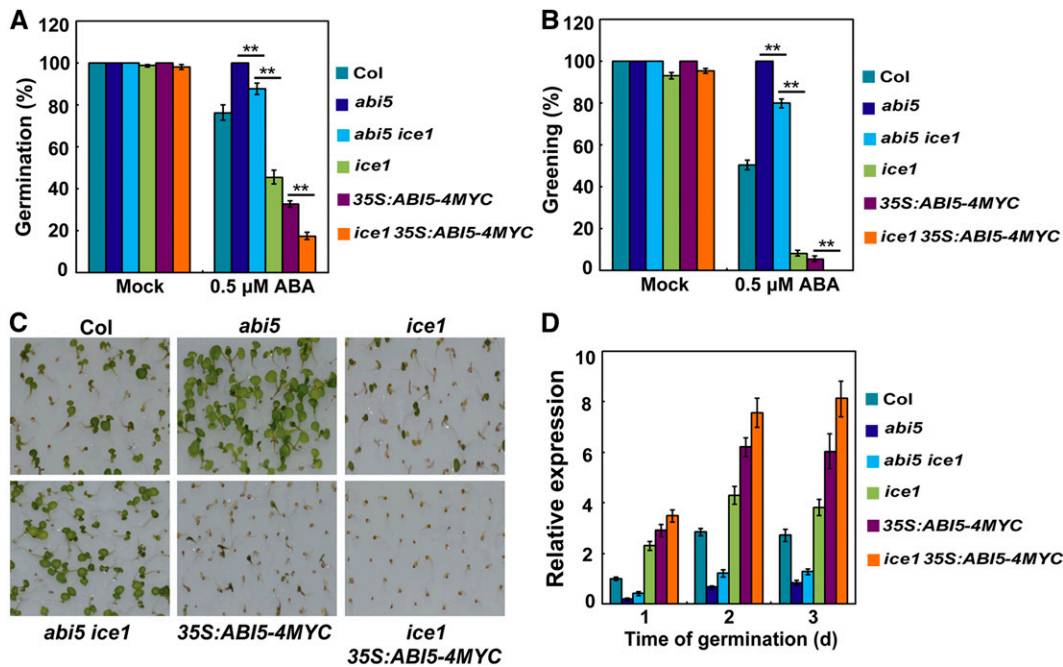 A
120
100
80
60
40
20
0
Germination (%)
**
**
**
Mock
0.5 µM ABA
Col
abi5
abi5 ice1
ice1
35S:ABI5-4MYC
ice1 35S:ABI5-4MYC
B
120
100
80
60
40
20
0
Greening (%)
**
**
**
Mock
0.5 µM ABA
Col
abi5
abi5 ice1
ice1
35S:ABI5-4MYC
ice1 35S:ABI5-4MYC
C
Col
abi5
ice1
abi5 ice1
35S:ABI5-4MYC
ice1
35S:ABI5-4MYC
D
10
8
6
4
2
0
Relative expression
1
2
3
Time of germination (d)
Col
abi5
abi5 ice1
ice1
35S:ABI5-4MYC
ice1 35S:ABI5-4MYC